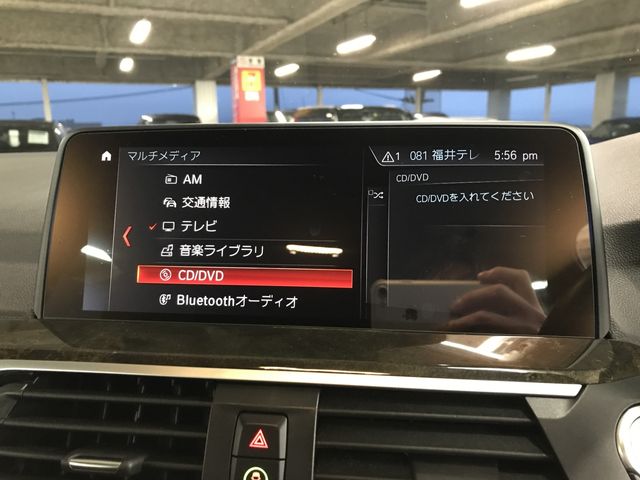 マルチメディア
1 081 福井テレ 5:56 pm
AM
交通情報
テレビ
音楽ライブラリ
CD/DVD
Bluetoothオーディオ
CD/DVD
CD/DVDを入れてください